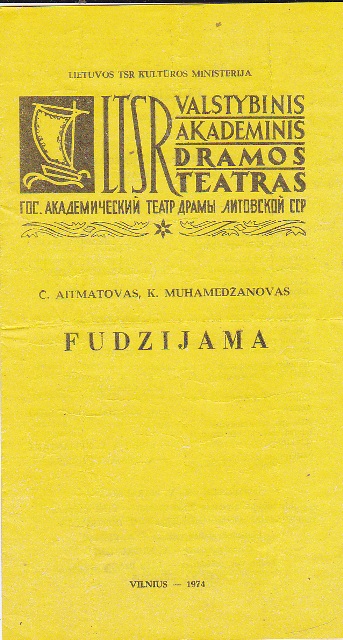 LIETUVOS TSR KULTŪROS MINISTERIJA
LTSR
VALSTYBINIS
AKADEMINIS
DRAMOS
TEATRAS
ГОС. АКАДЕМИЧЕСКИЙ ТЕАТР ДРАМЫ ЛИТОВСКОЙ ССР
Č. AITMATOVAS, K. MUHAMEDŽANOVAS
FUDZIJAMA
VILNIUS — 1974